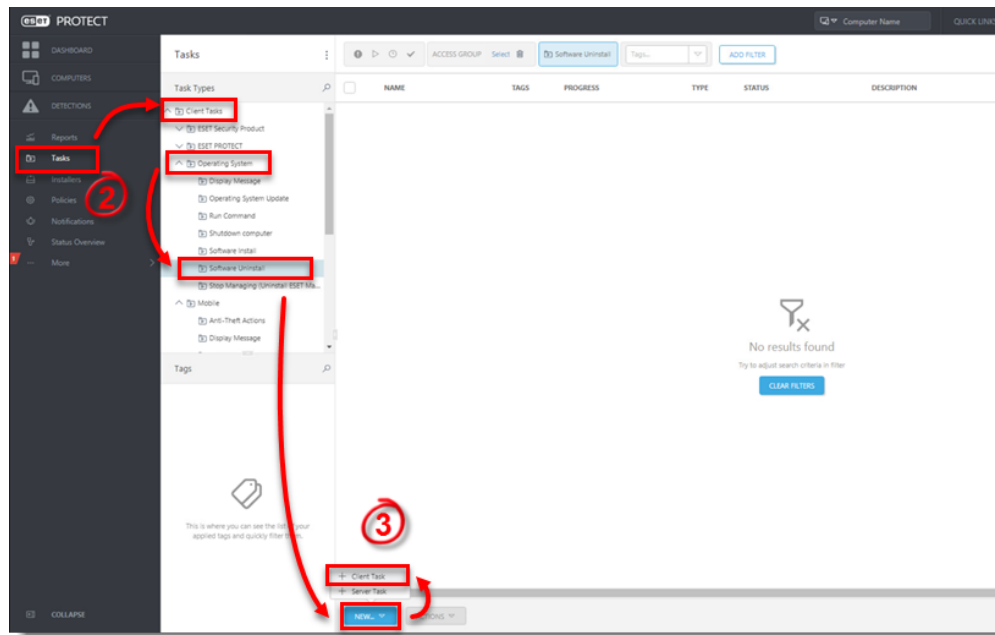 eset PROTECT
Computer Name
QUICK LINKS
DASHBOARD
COMPUTERS
DETECTIONS
Reports
Tasks
Installers
Policies
Notifications
Status Overview
More
COLLAPSE
2
Tasks
Task Types
Client Tasks
ESET Security Product
ESET PROTECT
Operating System
Display Message
Operating System Update
Run Command
Shutdown computer
Software Install
Software Uninstall
Stop Managing (Uninstall ESET Ma...
Mobile
Anti-Theft Actions
Display Message
Tags
This is where you can see the list of your
applied tags and quickly filter them.
ACCESS GROUP Select
Software Uninstall
Tags...
ADD FILTER
NAME TAGS PROGRESS TYPE STATUS DESCRIPTION
No results found
Try to adjust search criteria in filter
CLEAR FILTERS
3
Client Task
Server Task
NEW...